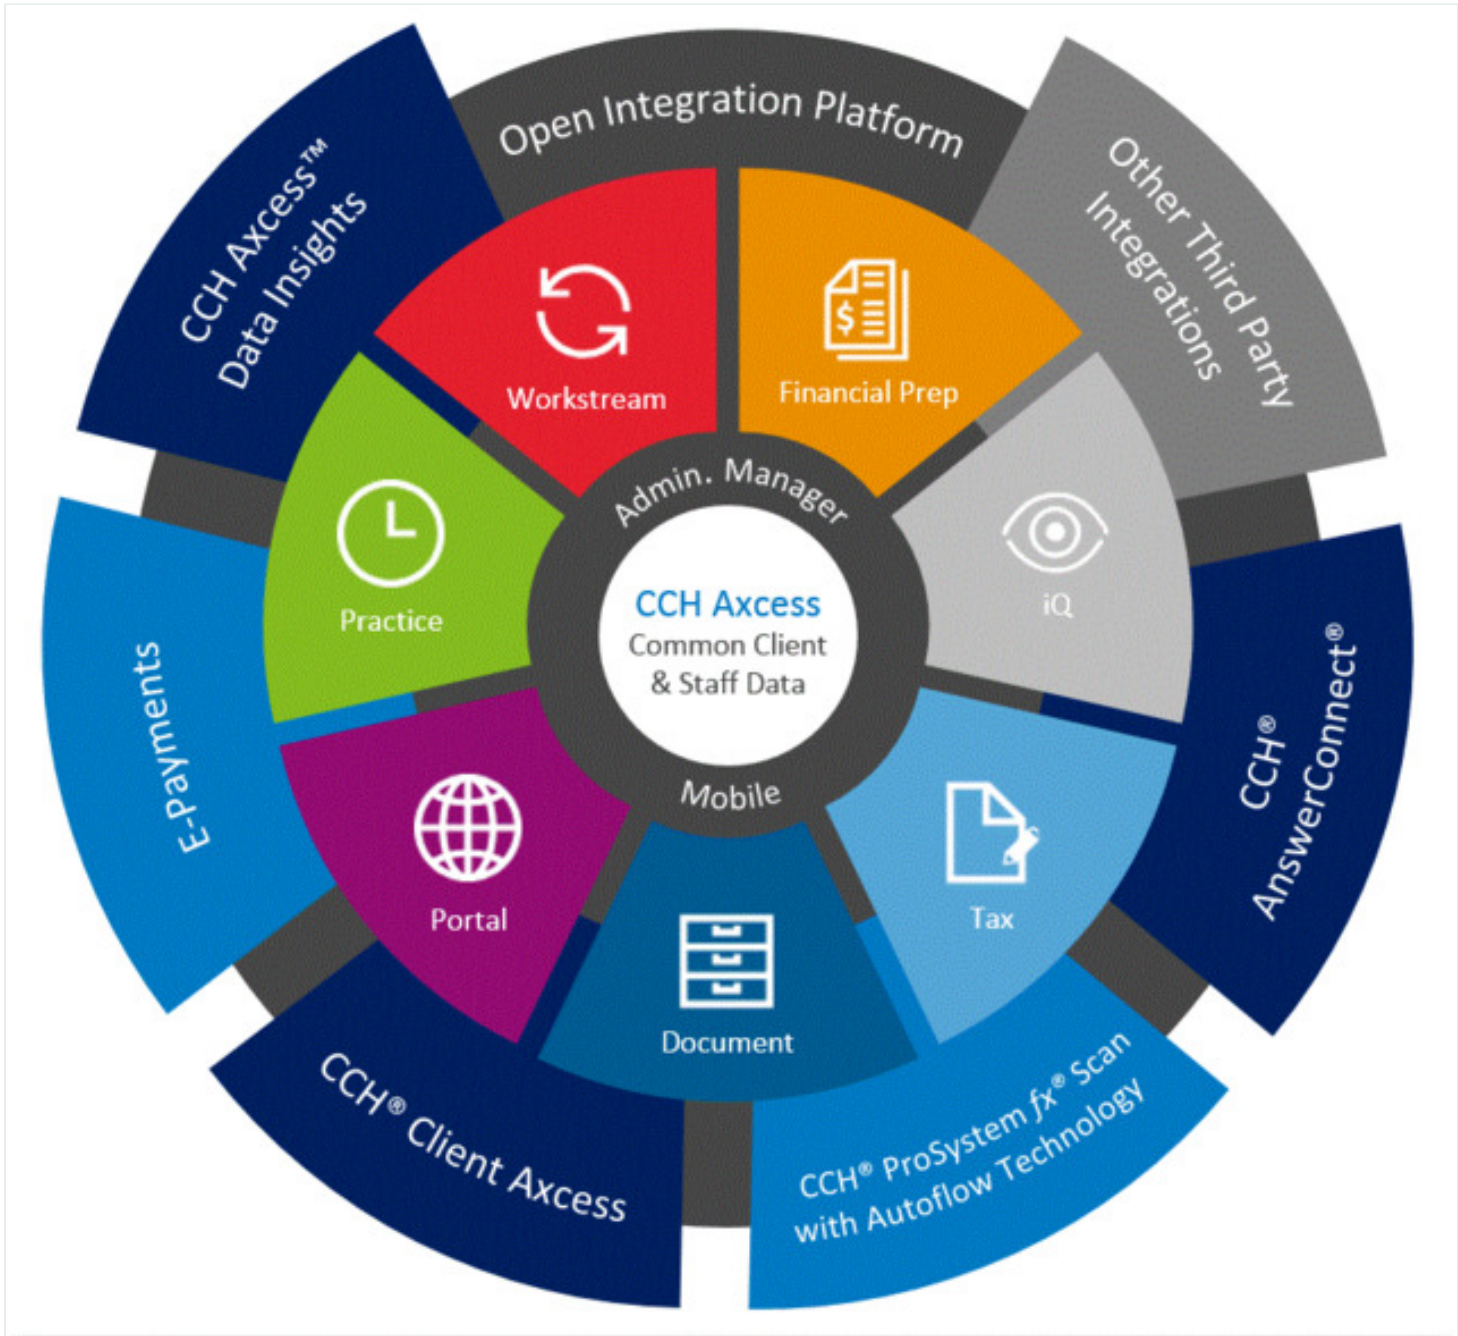 Open Integration Platform
CCH Axcess™
Data Insights
Other Third Party
Integrations
Workstream
Financial Prep
Admin. Manager
Practice
iQ
CCH Axcess
Common Client
& Staff Data
E-Payments
CCH®
AnswerConnect®
Mobile
Portal
Tax
Document
CCH® Client Axcess
CCH® ProSystem fx® Scan
with Autoflow Technology